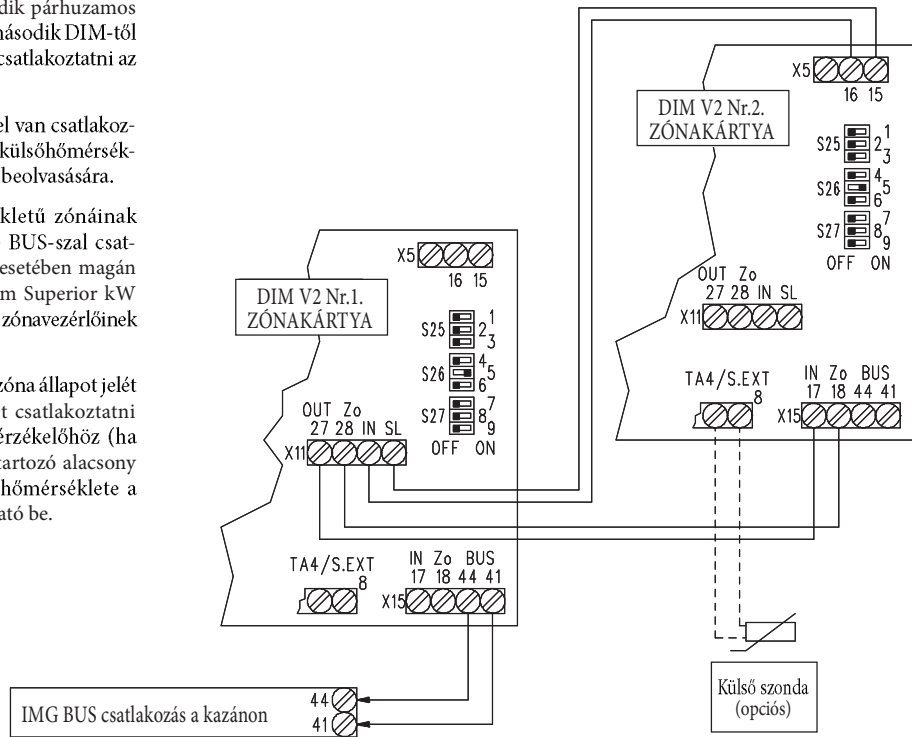 dik párhuzamos
második DIM-től
csatlakoztatni az
el van csatlakoz-
külsőhőmérsék-
beolvasására.
kletű zónáinak
BUS-szal csat-
esetében magán
m Superior kW
zónavezérlőinek
zóna állapot jelét
t csatlakoztatni
érzékelőhöz (ha
tartozó alacsony
hőmérséklete a
ató be.
X5
16 15
DIM V2 Nr.2.
ZÓNAKÁRTYA
S25
1
2
3
S26
4
5
6
S27
7
8
9
OFF ON
OUT Zo
27 28 IN SL
X11
TA4/S.EXT
8
IN Zo BUS
17 18 44 41
X15
X5
16 15
DIM V2 Nr.1.
ZÓNAKÁRTYA
S25
1
2
3
S26
4
5
6
S27
7
8
9
OFF ON
OUT Zo
27 28 IN SL
X11
TA4/S.EXT
8
IN Zo BUS
17 18 44 41
X15
Külső szonda
(opciós)
IMG BUS csatlakozás a kazánon
44
41